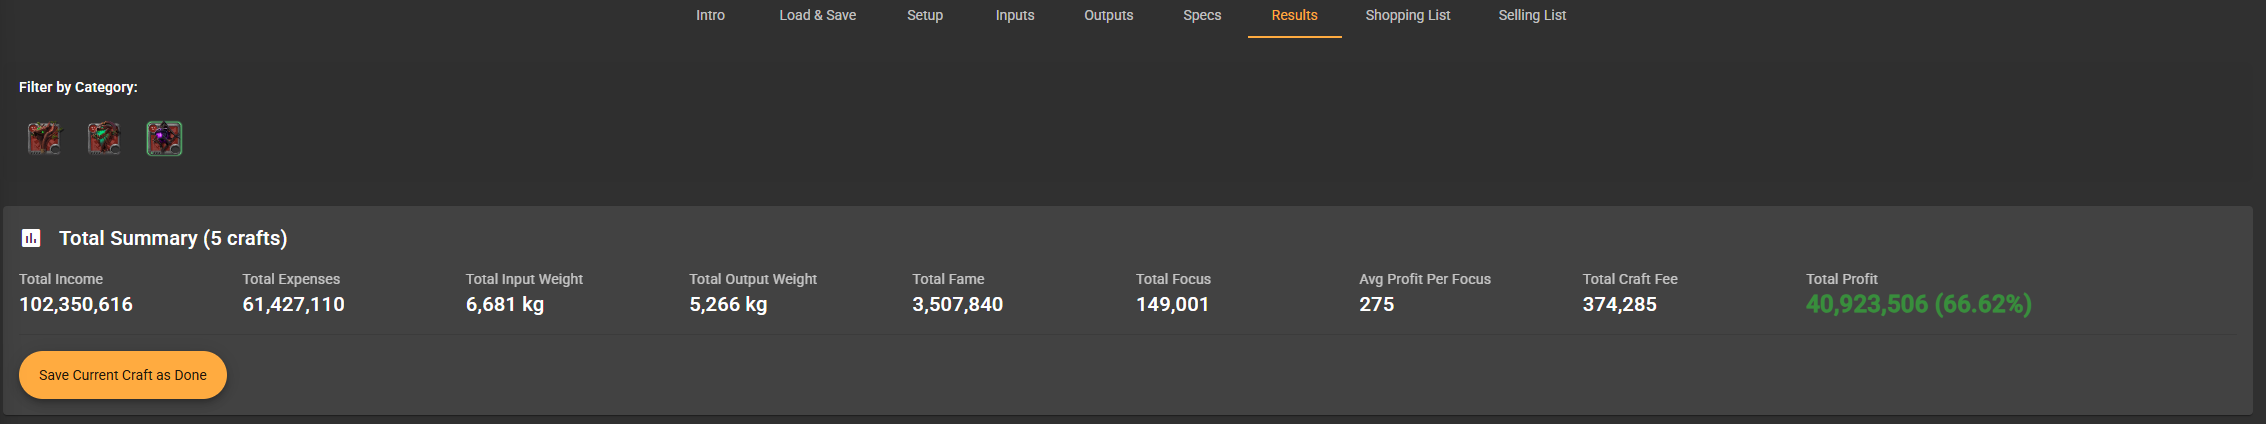 Intro Load & Save Setup Inputs Outputs Specs Results Shopping List Selling List
Filter by Category:
Total Summary (5 crafts)
Total Income Total Expenses Total Input Weight Total Output Weight Total Fame Total Focus Avg Profit Per Focus Total Craft Fee Total Profit
102,350,616 61,427,110 6,681 kg 5,266 kg 3,507,840 149,001 275 374,285 40,923,506 (66.62%)
Save Current Craft as Done